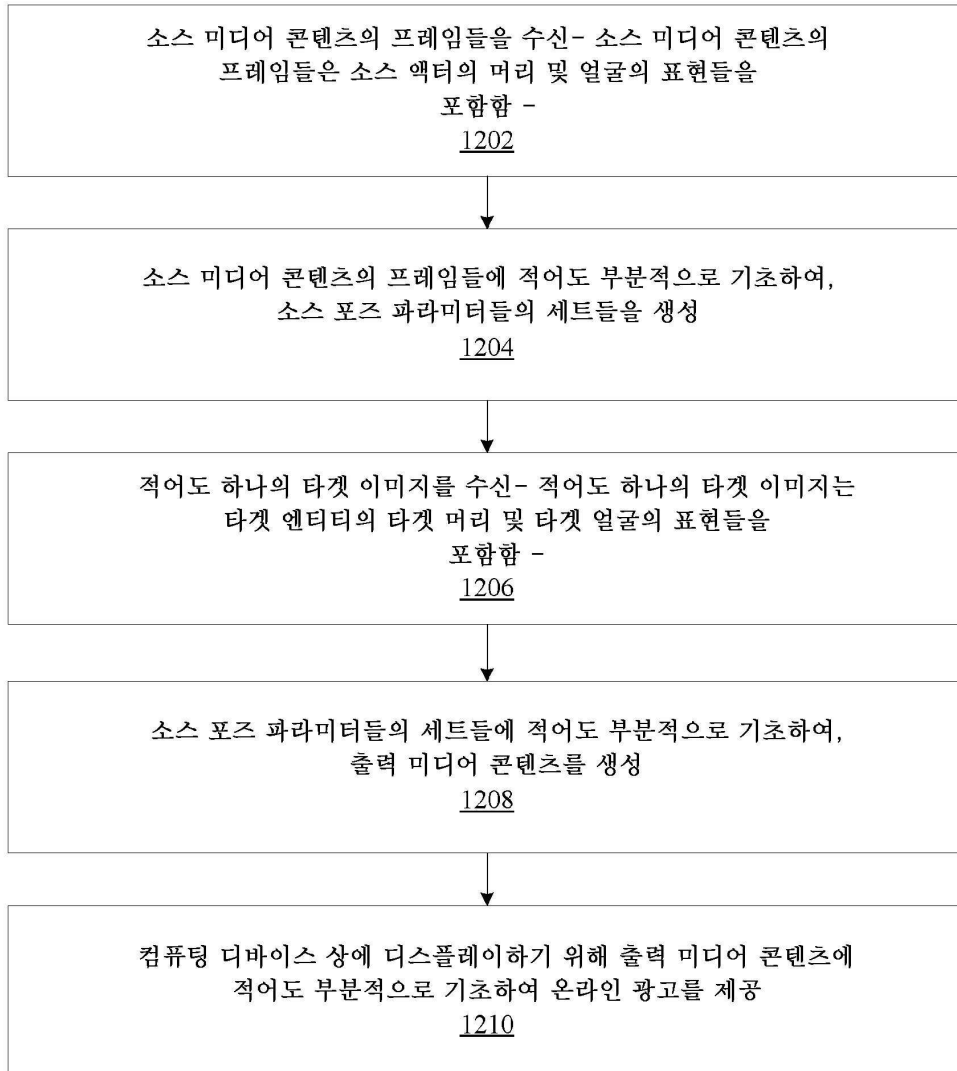 소스 미디어 콘텐츠의 프레임들을 수신- 소스 미디어 콘텐츠의
프레임들은 소스 액터의 머리 및 얼굴의 표현들을
포함함 -
1202
소스 미디어 콘텐츠의 프레임들에 적어도 부분적으로 기초하여,
소스 포즈 파라미터들의 세트들을 생성
1204
적어도 하나의 타겟 이미지를 수신- 적어도 하나의 타겟 이미지는
타겟 엔티티의 타겟 머리 및 타겟 얼굴의 표현들을
포함함 -
1206
소스 포즈 파라미터들의 세트들에 적어도 부분적으로 기초하여,
출력 미디어 콘텐츠를 생성
1208
컴퓨팅 디바이스 상에 디스플레이하기 위해 출력 미디어 콘텐츠에
적어도 부분적으로 기초하여 온라인 광고를 제공
1210